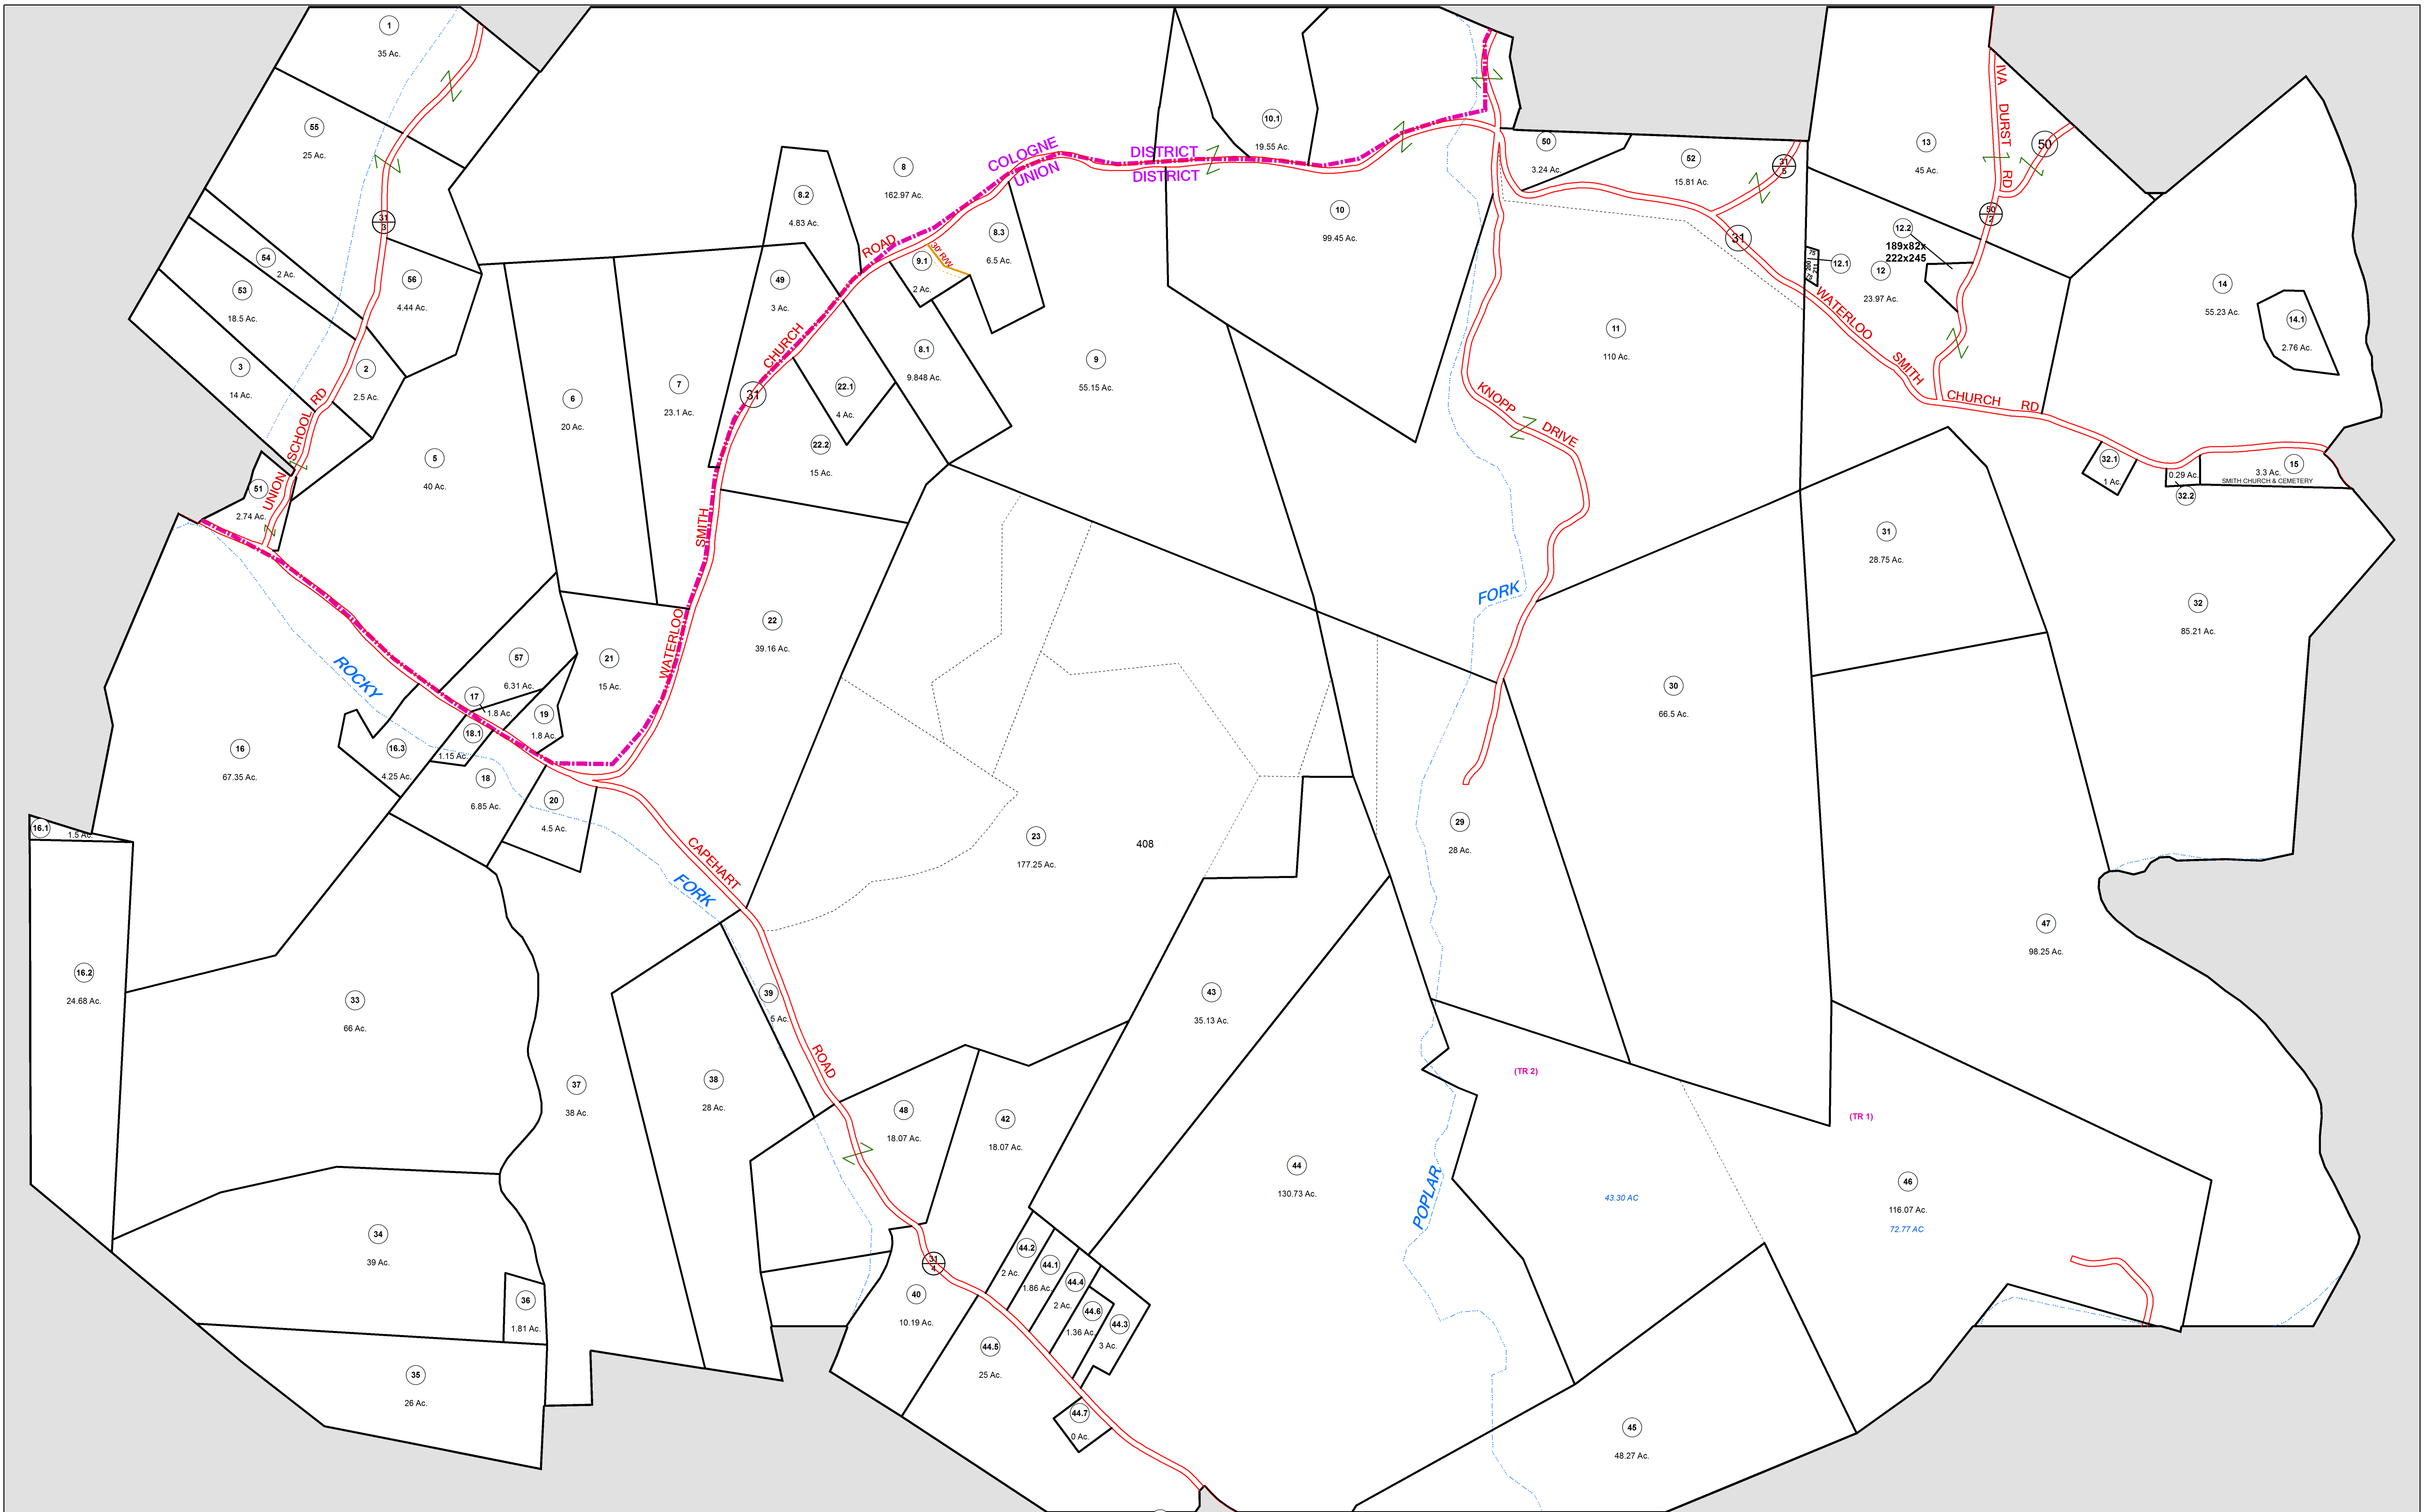 1
35 Ac.
55
25 Ac.
31
3
54
2 Ac.
53
18.5 Ac.
56
4.44 Ac.
3
14 Ac.
2
2.5 Ac.
UNION SCHOOL RD
51
2.74 Ac.
5
40 Ac.
6
20 Ac.
7
23.1 Ac.
8
162.97 Ac.
8.2
4.83 Ac.
49
3 Ac.
COLOGNE DISTRICT
UNION DISTRICT
8.3
6.5 Ac.
30' R/W
9.1
2 Ac.
8.1
9.848 Ac.
22.1
4 Ac.
22.2
15 Ac.
31
WATERLOO SMITH CHURCH ROAD
9
55.15 Ac.
10.1
19.55 Ac.
10
99.45 Ac.
50
3.24 Ac.
52
15.81 Ac.
31
5
31
11
110 Ac.
KNOPP DRIVE
13
45 Ac.
IVA DURST RD
50
50
2
12.2
189x82x
222x245
75
200
211
52
12.1
12
23.97 Ac.
WATERLOO SMITH CHURCH RD
14
55.23 Ac.
14.1
2.76 Ac.
32.1
1 Ac.
0.29 Ac.
32.2
15
3.3 Ac.
SMITH CHURCH & CEMETERY
31
28.75 Ac.
32
85.21 Ac.
FORK
ROCKY
57
6.31 Ac.
17
1.8 Ac.
18.1
1.15 Ac.
19
1.8 Ac.
21
15 Ac.
22
39.16 Ac.
16
67.35 Ac.
16.3
4.25 Ac.
18
6.85 Ac.
20
4.5 Ac.
16.1
1.5 Ac.
16.2
24.68 Ac.
CAPEHART ROAD
FORK
23
177.25 Ac.
408
29
28 Ac.
30
66.5 Ac.
47
98.25 Ac.
33
66 Ac.
39
5 Ac.
43
35.13 Ac.
37
38 Ac.
38
28 Ac.
48
18.07 Ac.
42
18.07 Ac.
44
130.73 Ac.
POPLAR
(TR 2)
43.30 AC
(TR 1)
46
116.07 Ac.
72.77 AC
34
39 Ac.
36
1.81 Ac.
35
26 Ac.
31
4
40
10.19 Ac.
44.2
2 Ac.
44.1
1.86 Ac.
44.4
2 Ac.
44.6
1.36 Ac.
44.3
3 Ac.
44.5
25 Ac.
44.7
0 Ac.
45
48.27 Ac.